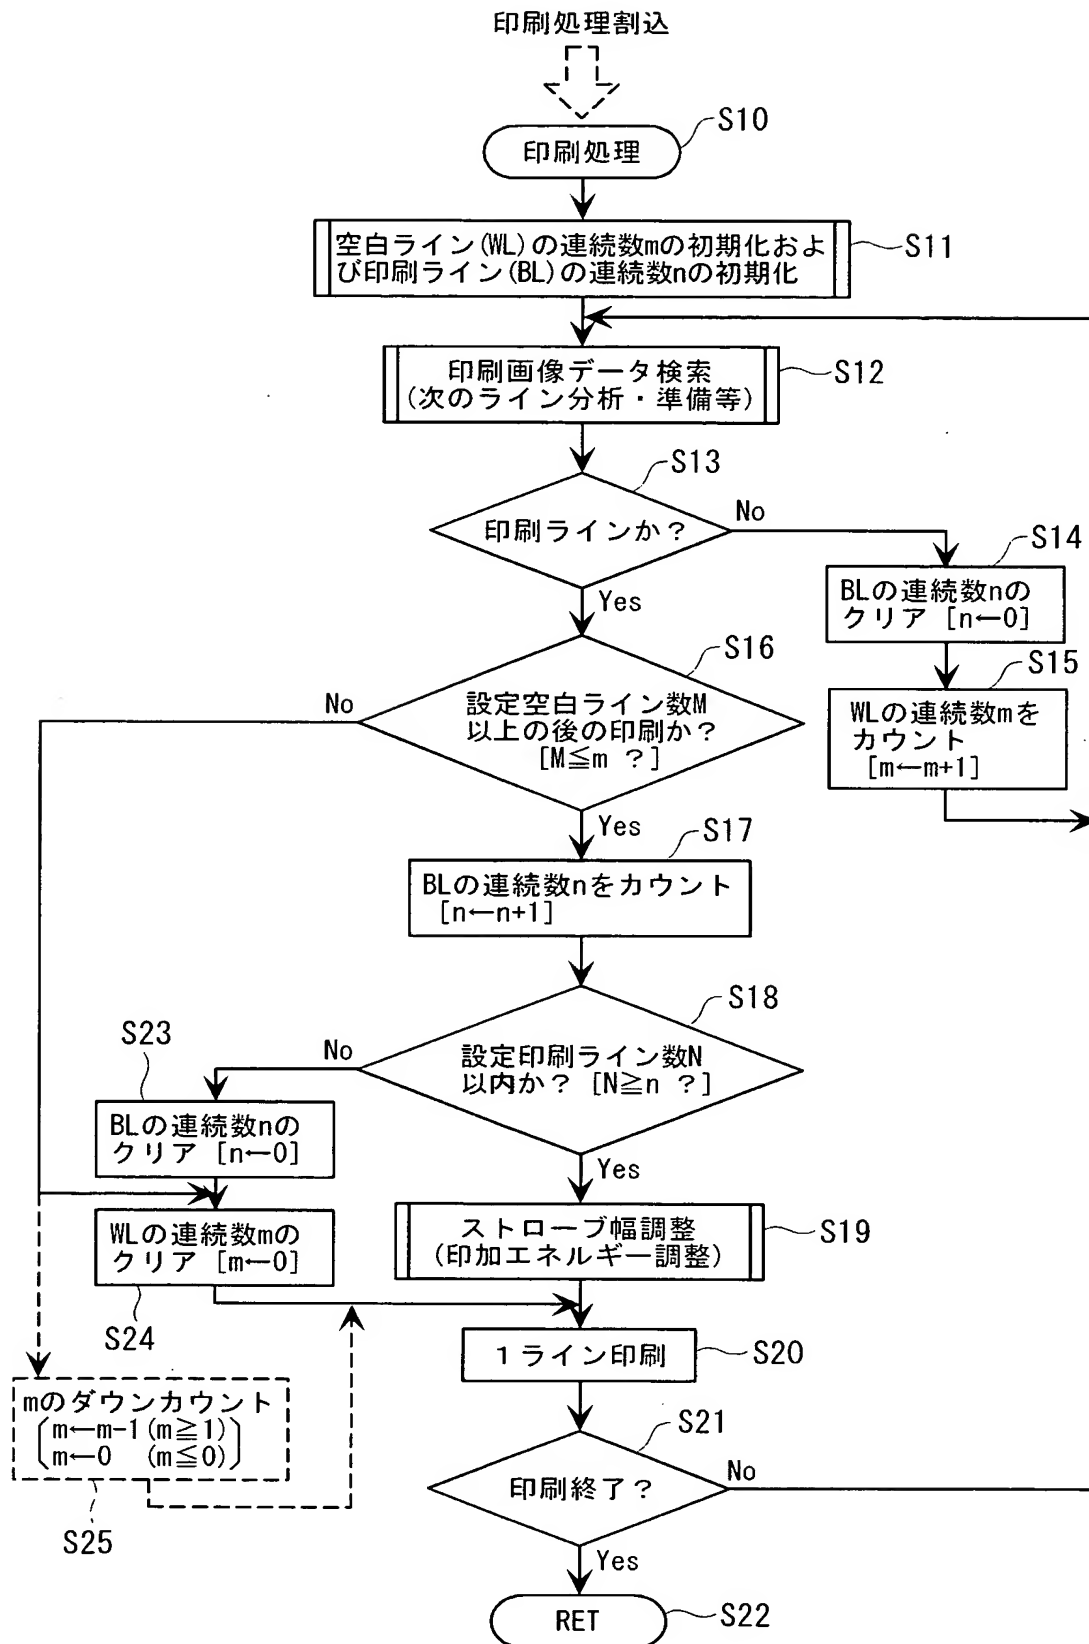 印刷処理割込
S10
印刷処理
S11
空白ライン(WL)の連続数mの初期化およ
び印刷ライン(BL)の連続数nの初期化
S12
印刷画像データ検索
(次のライン分析・準備等)
S13
印刷ラインか?
No
Yes
S14
BLの連続数nの
クリア [n←0]
S15
WLの連続数mを
カウント
[m←m+1]
S16
設定空白ライン数M
以上の後の印刷か?
[M≦m ?]
No
Yes
S17
BLの連続数nをカウント
[n←n+1]
S18
設定印刷ライン数N
以内か? [N≧n ?]
No
Yes
S23
BLの連続数nの
クリア [n←0]
WLの連続数mの
クリア [m←0]
S24
S19
ストローブ幅調整
(印加エネルギー調整)
1ライン印刷
S20
mのダウンカウント
m←m-1(m≧1)
m←0 (m≦0)
S25
S21
印刷終了?
No
Yes
RET
S22